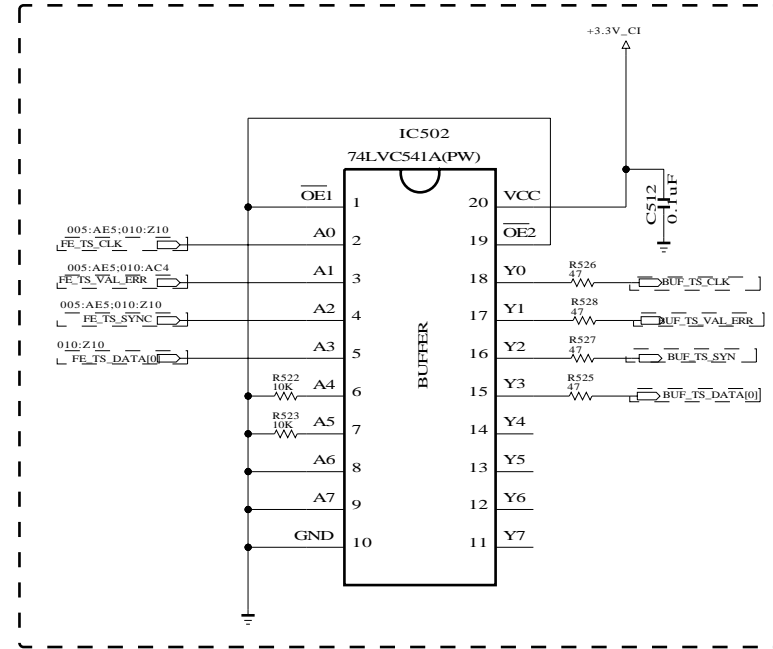 +3.3V_CI
IC502
74LVC541A(PW)
C512
0.1uF
OE1
1
20
VCC
005:AE5;010:Z10
FE_TS_CLK
A0
2
19
OE2
005:AE5;010:AC4
FE_TS_VAL_ERR
A1
3
18
Y0
R526
47
BUF_TS_CLK
005:AE5;010:Z10
FE_TS_SYNC
A2
4
17
Y1
R528
47
BUF_TS_VAL_ERR
010:Z10
FE_TS_DATA[0]
A3
5
16
Y2
R527
47
BUF_TS_SYN
BUFFER
R522
10K
A4
6
15
Y3
R525
47
BUF_TS_DATA[0]
R523
10K
A5
7
14
Y4
A6
8
13
Y5
A7
9
12
Y6
GND
10
11
Y7